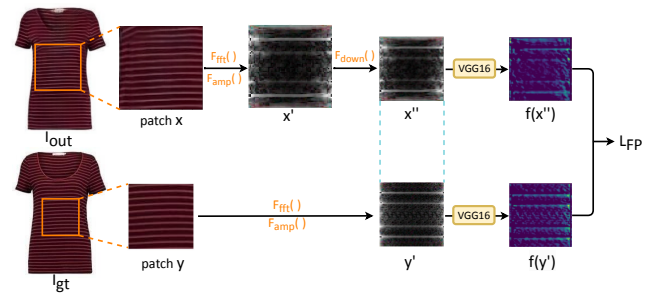 F_fft( )
F_amp( )
F_down( )
VGG16
I_out
patch x
x'
x''
f(x'')
L_FP
F_fft( )
F_amp( )
VGG16
I_gt
patch y
y'
f(y')